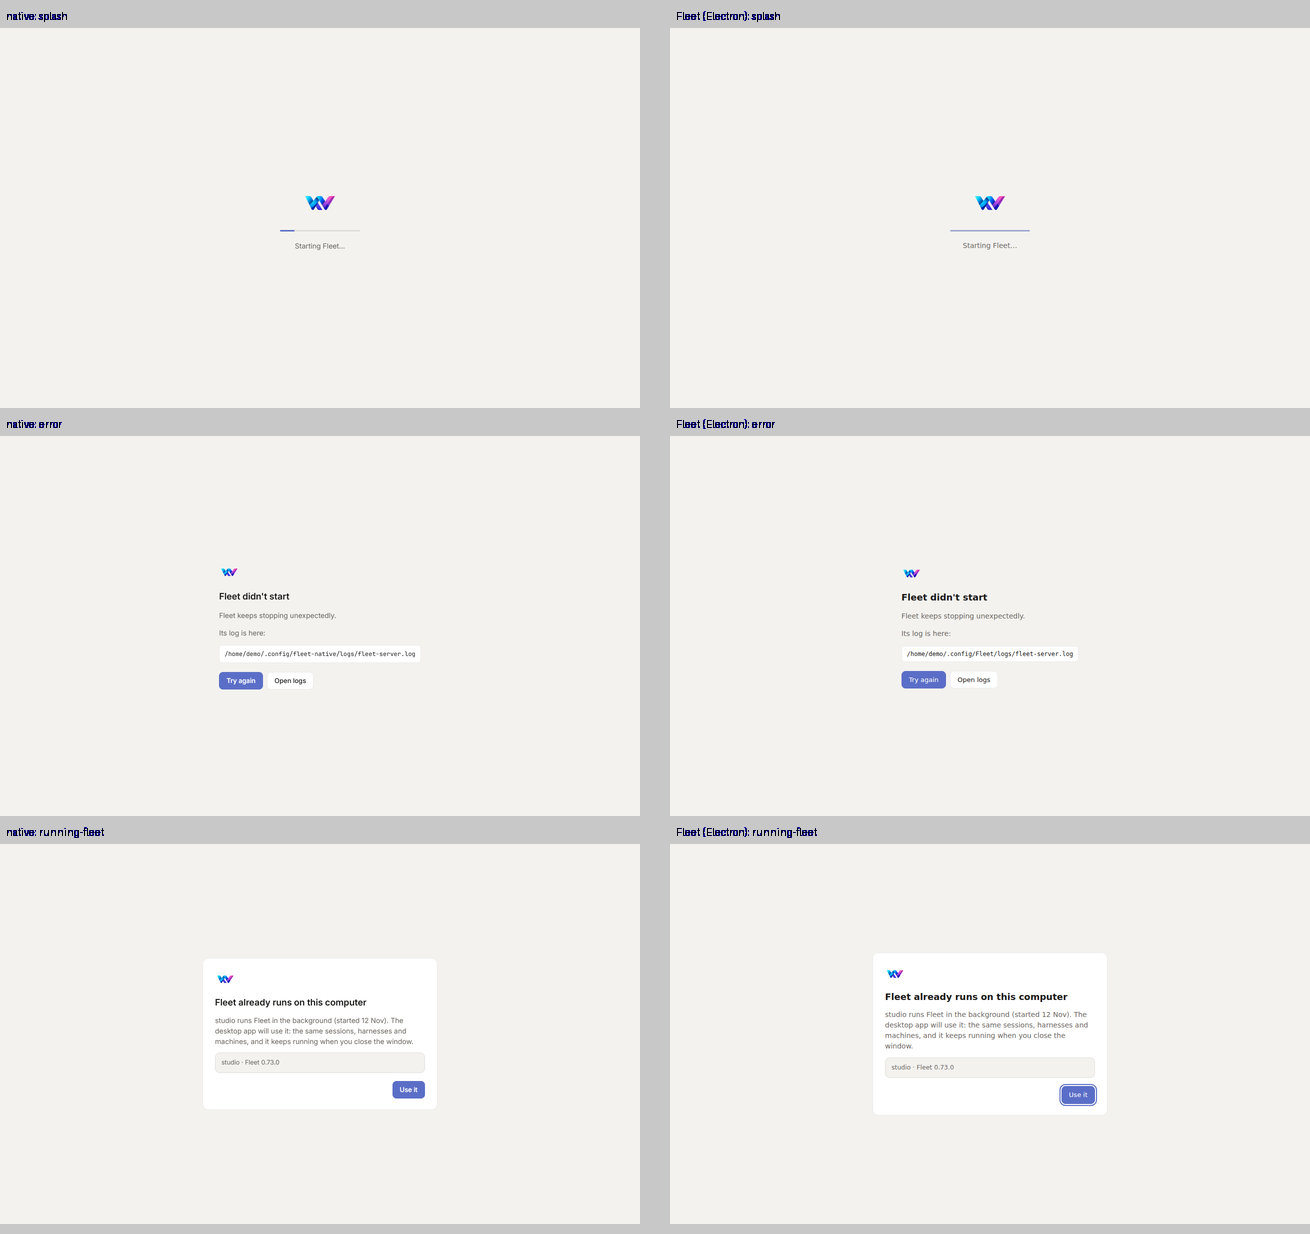 native: splash
Fleet (Electron): splash
Starting Fleet...
Starting Fleet...
native: error
Fleet (Electron): error
Fleet didn't start
Fleet keeps stopping unexpectedly.
Its log is here:
/home/demo/.config/fleet-native/logs/fleet-server.log
Try again
Open logs
Fleet didn't start
Fleet keeps stopping unexpectedly.
Its log is here:
/home/demo/.config/Fleet/logs/fleet-server.log
Try again
Open logs
native: running-fleet
Fleet (Electron): running-fleet
Fleet already runs on this computer
studio runs Fleet in the background (started 12 Nov). The
desktop app will use it: the same sessions, harnesses and
machines, and it keeps running when you close the window.
studio · Fleet 0.73.0
Use it
Fleet already runs on this computer
studio runs Fleet in the background (started 12 Nov). The
desktop app will use it: the same sessions, harnesses and
machines, and it keeps running when you close the
window.
studio · Fleet 0.73.0
Use it